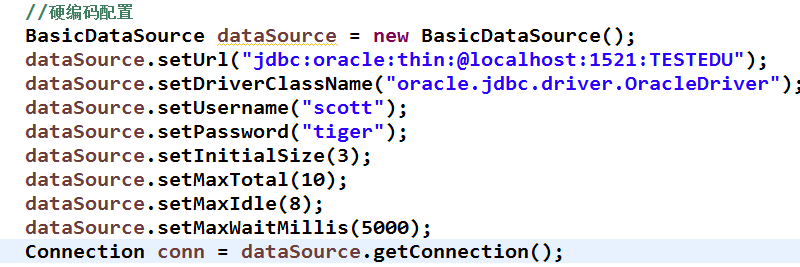 //硬编码配置
BasicDataSource dataSource = new BasicDataSource();
dataSource.setUrl("jdbc:oracle:thin:@localhost:1521:TESTEDU");
dataSource.setDriverClassName("oracle.jdbc.driver.OracleDriver");
dataSource.setUsername("scott");
dataSource.setPassword("tiger");
dataSource.setInitialSize(3);
dataSource.setMaxTotal(10);
dataSource.setMaxIdle(8);
dataSource.setMaxWaitMillis(5000);
Connection conn = dataSource.getConnection();